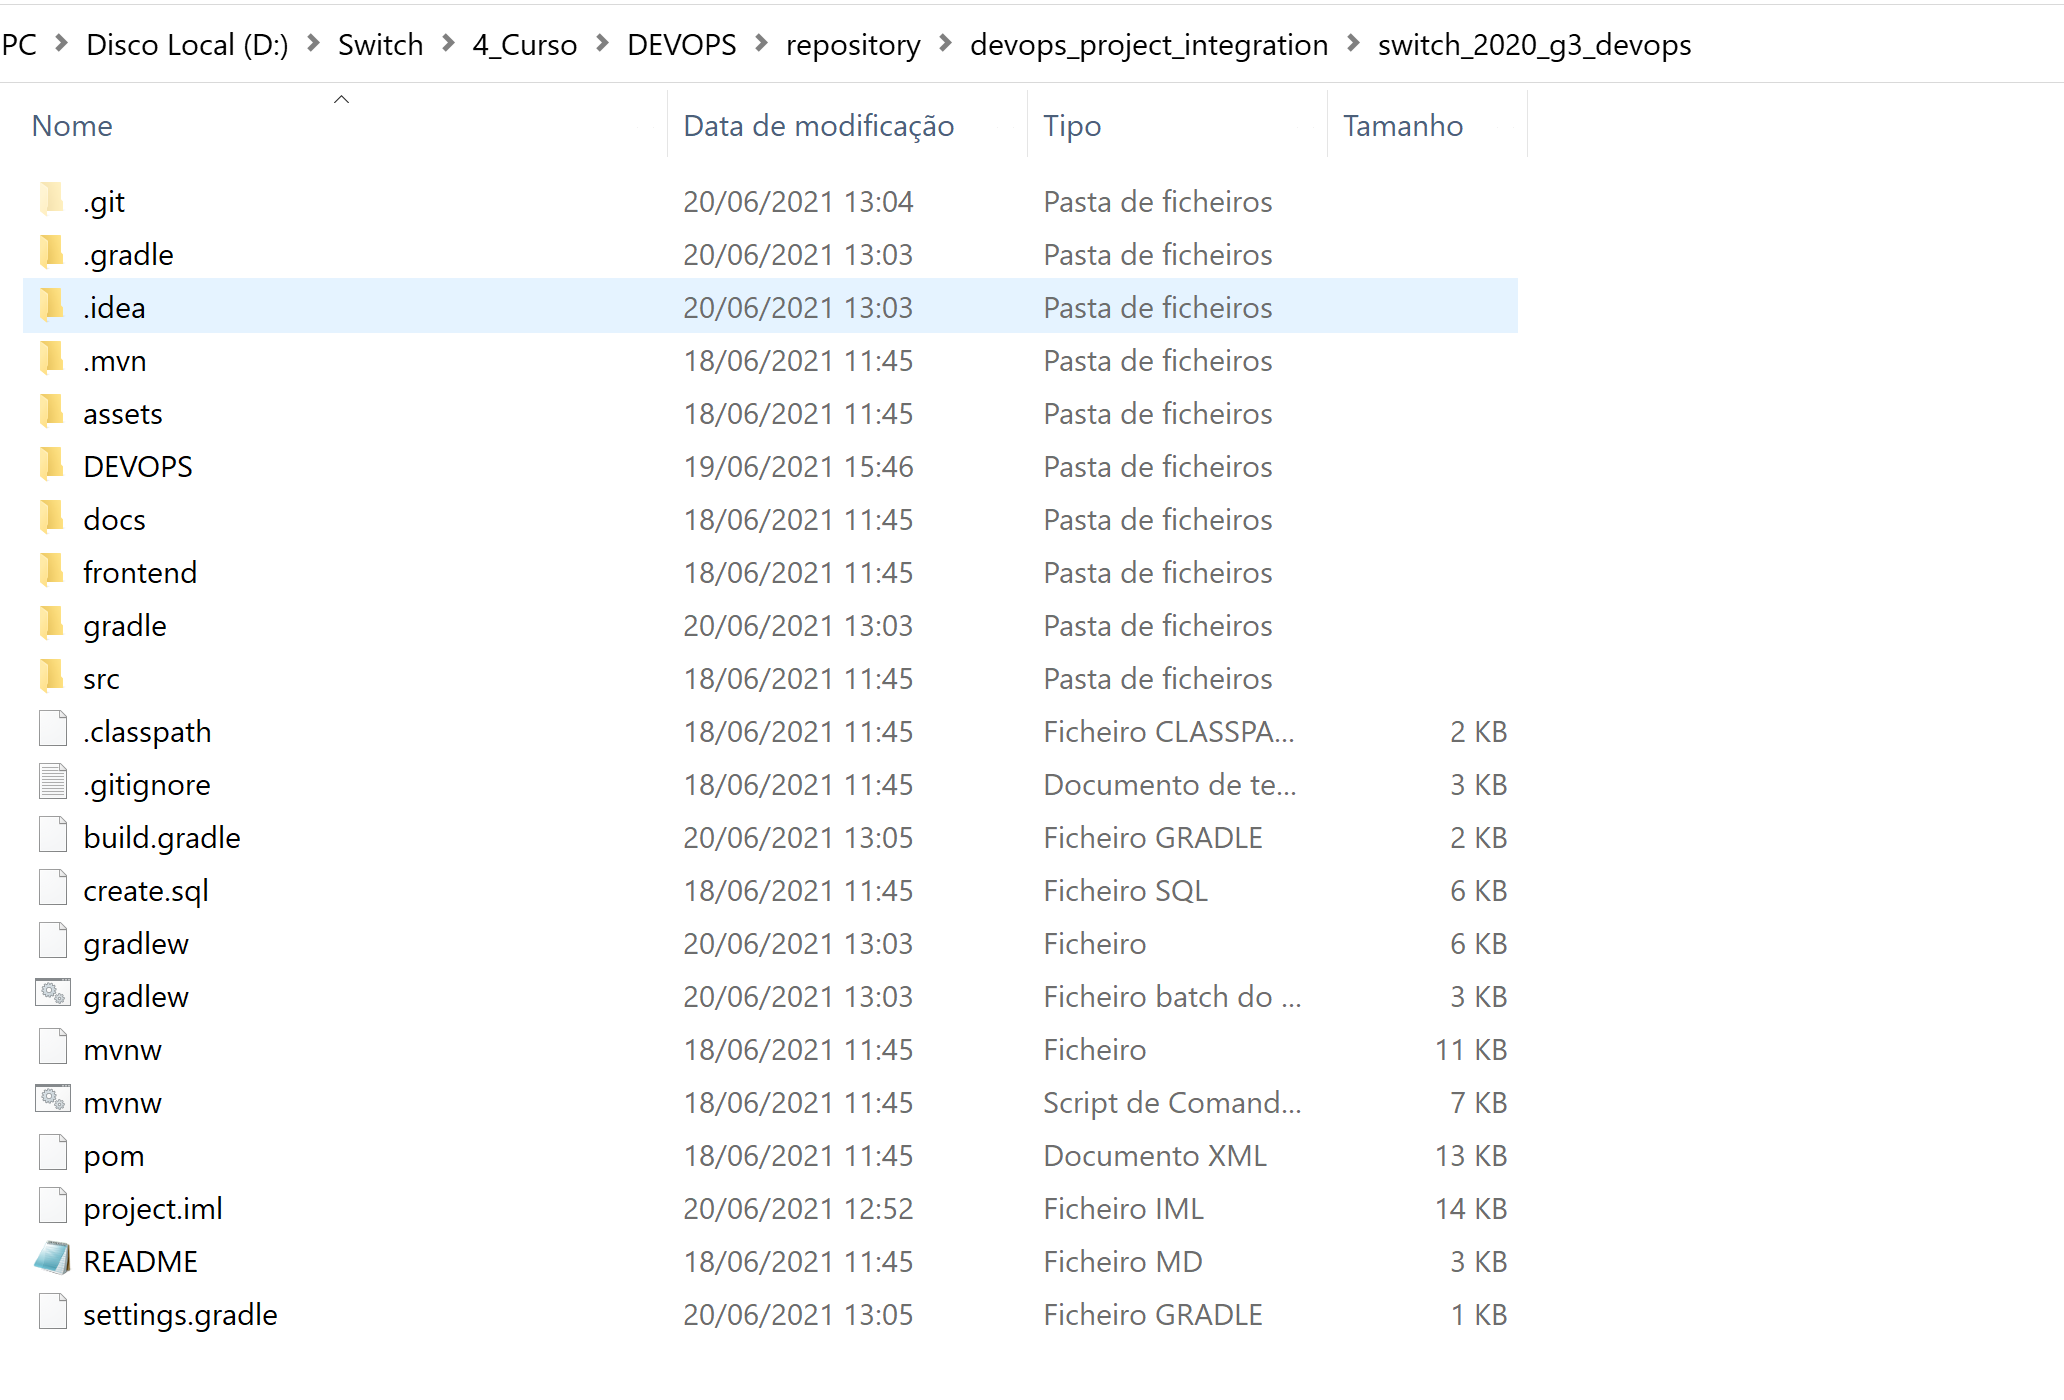 PC > Disco Local (D:) > Switch > 4_Curso > DEVOPS > repository > devops_project_integration > switch_2020_g3_devops
Nome Data de modificação Tipo Tamanho
.git 20/06/2021 13:04 Pasta de ficheiros
.gradle 20/06/2021 13:03 Pasta de ficheiros
.idea 20/06/2021 13:03 Pasta de ficheiros
.mvn 18/06/2021 11:45 Pasta de ficheiros
assets 18/06/2021 11:45 Pasta de ficheiros
DEVOPS 19/06/2021 15:46 Pasta de ficheiros
docs 18/06/2021 11:45 Pasta de ficheiros
frontend 18/06/2021 11:45 Pasta de ficheiros
gradle 20/06/2021 13:03 Pasta de ficheiros
src 18/06/2021 11:45 Pasta de ficheiros
.classpath 18/06/2021 11:45 Ficheiro CLASSPA... 2 KB
.gitignore 18/06/2021 11:45 Documento de te... 3 KB
build.gradle 20/06/2021 13:05 Ficheiro GRADLE 2 KB
create.sql 18/06/2021 11:45 Ficheiro SQL 6 KB
gradlew 20/06/2021 13:03 Ficheiro 6 KB
gradlew 20/06/2021 13:03 Ficheiro batch do ... 3 KB
mvnw 18/06/2021 11:45 Ficheiro 11 KB
mvnw 18/06/2021 11:45 Script de Comand... 7 KB
pom 18/06/2021 11:45 Documento XML 13 KB
project.iml 20/06/2021 12:52 Ficheiro IML 14 KB
README 18/06/2021 11:45 Ficheiro MD 3 KB
settings.gradle 20/06/2021 13:05 Ficheiro GRADLE 1 KB